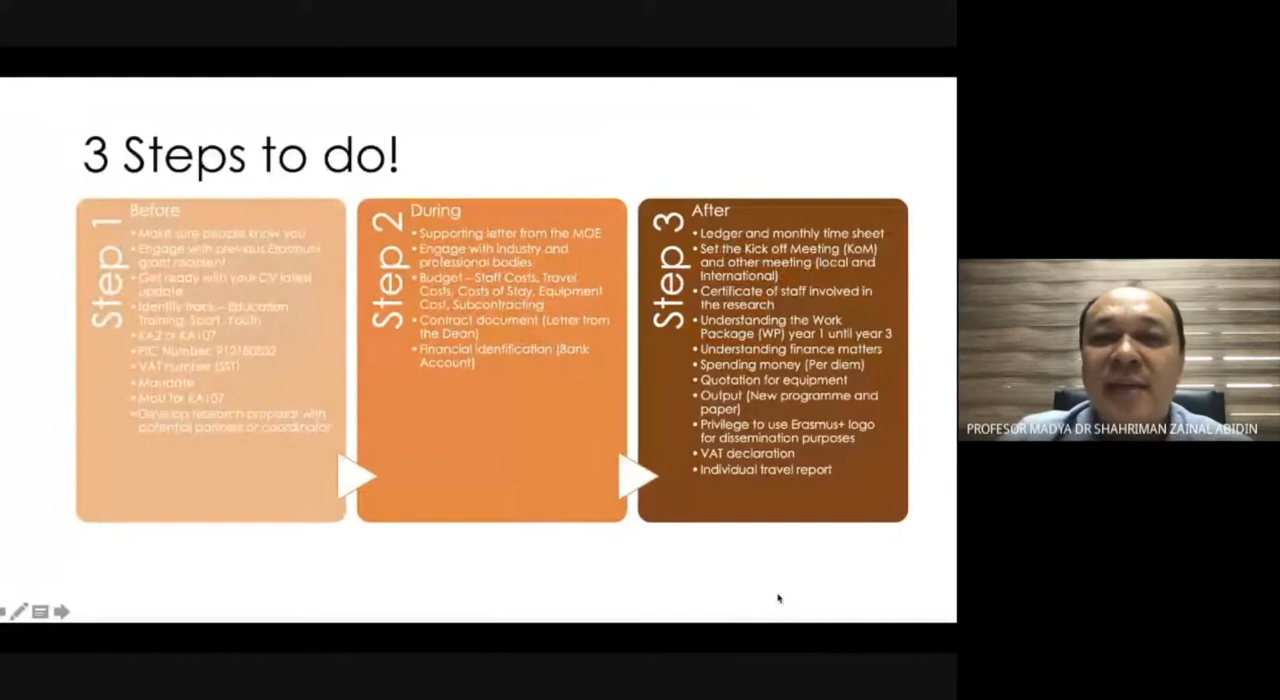 3 Steps to do!
Step 1
Before
• Make sure people know you
• Engage with previous Erasmus+
grant recipient
• Get ready with your CV latest
update
• Identify track – Education
Training, Sport, Youth
• KA2 or KA107
• PIC Number:
• VAT number (SST)
• Mandate
• MoU for KA107
• Develop research proposal with
potential partners or coordinator
Step 2
During
• Supporting letter from the MOE
• Engage with industry and
professional bodies
• Budget – Staff Costs, Travel
Costs, Costs of Stay, Equipment
Cost, Subcontracting
• Contract document (Letter from
the Dean)
• Financial identification (Bank
Account)
Step 3
After
• Ledger and monthly time sheet
• Set the Kick off Meeting (KoM)
and other meeting (local and
International)
• Certificate of staff involved in
the research
• Understanding the Work
Package (WP) year 1 until year 3
• Understanding finance matters
• Spending money (Per diem)
• Quotation for equipment
• Output (New programme and
paper)
• Privilege to use Erasmus+ logo
for dissemination purposes
• VAT declaration
• Individual travel report
PROFESOR MADYA DR SHAHRIMAN ZAINAL ABIDIN